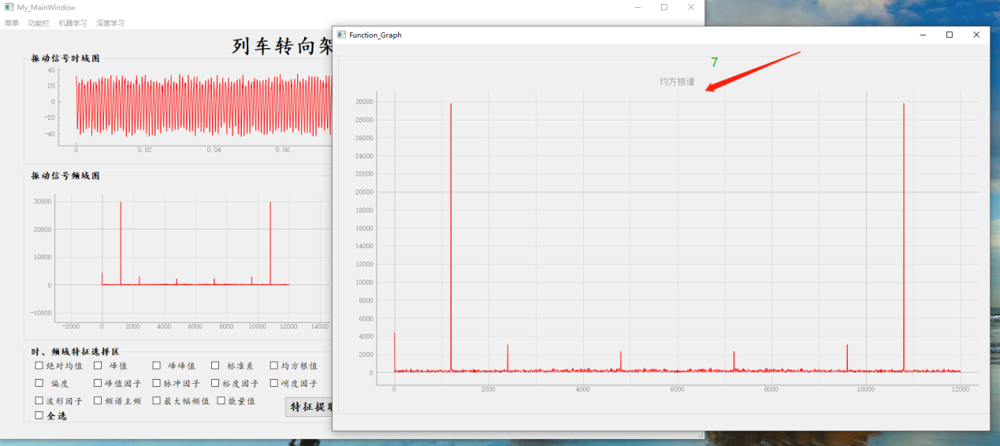 My_MainWindow
菜单 功能栏 机器学习 深度学习
列车转向架
振动信号时域图
40
20
0
-20
-40
0 0.02 0.04 0.06
振动信号频域图
30000
20000
10000
0
-10000
-2000 0 2000 4000 6000 8000 10000 12000 14000
时、频域特征选择区
绝对均值 峰值 峰峰值 标准差 均方根值
偏度 峰值因子 脉冲因子 裕度因子 峭度因子
波形因子 频谱主频 最大幅频值 能量值
全选
特征提取
Function_Graph
7
均方根谱
30000
28000
26000
24000
22000
20000
18000
16000
14000
12000
10000
8000
6000
4000
2000
0
0 2000 4000 6000 8000 10000 12000